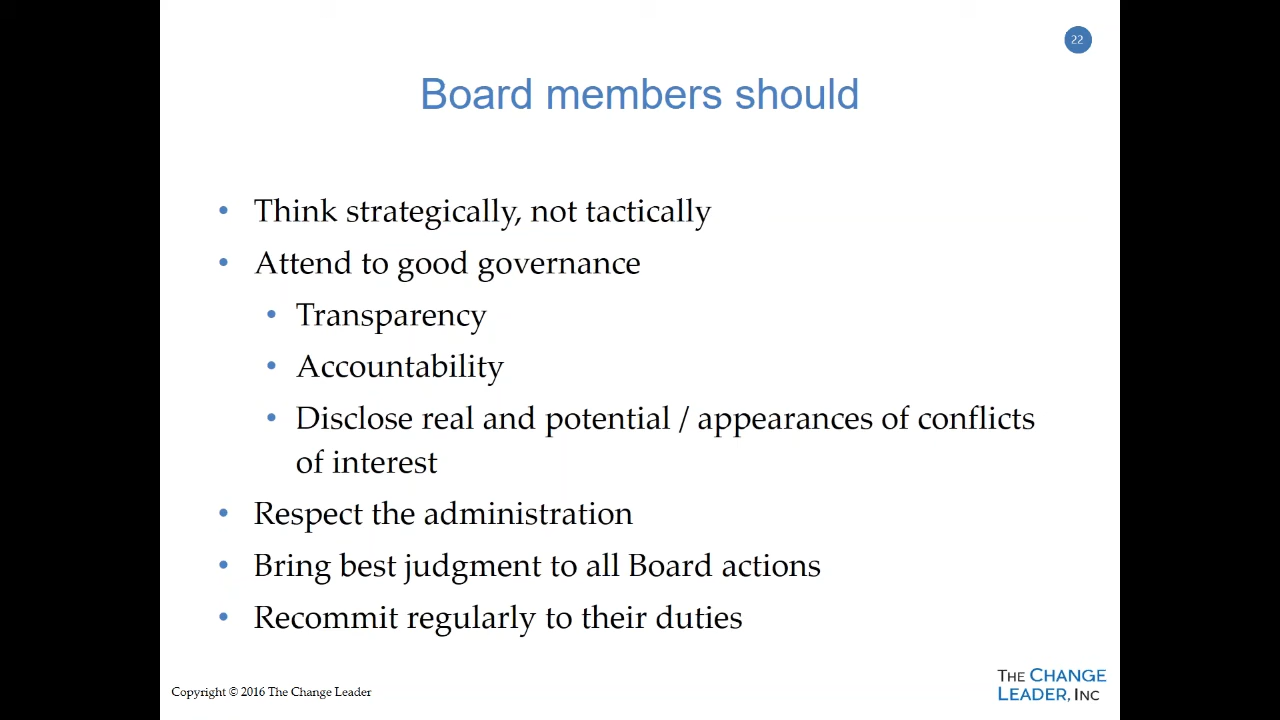 22
Board members should
• Think strategically, not tactically
• Attend to good governance
• Transparency
• Accountability
• Disclose real and potential / appearances of conflicts
of interest
• Respect the administration
• Bring best judgment to all Board actions
• Recommit regularly to their duties
Copyright © 2016 The Change Leader
THE CHANGE
LEADER, INC